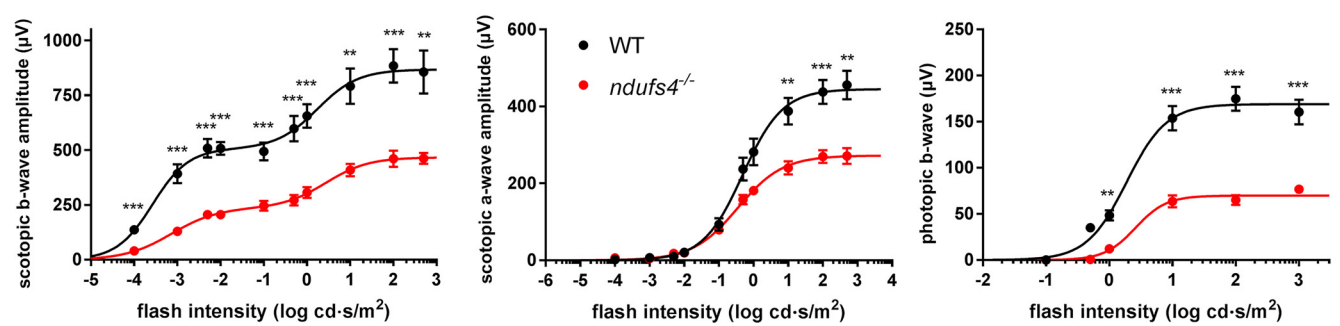 scotopic b-wave amplitude (µV)
1000
750
500
250
0
*** *** *** *** *** *** *** ** *** **
-5 -4 -3 -2 -1 0 1 2 3
flash intensity (log cd·s/m²)
scotopic a-wave amplitude (µV)
600
400
200
0
WT
ndufs4-/-
** *** **
-6 -5 -4 -3 -2 -1 0 1 2 3
flash intensity (log cd·s/m²)
photopic b-wave (µV)
250
200
150
100
50
0
** *** *** ***
-2 -1 0 1 2 3
flash intensity (log cd·s/m²)